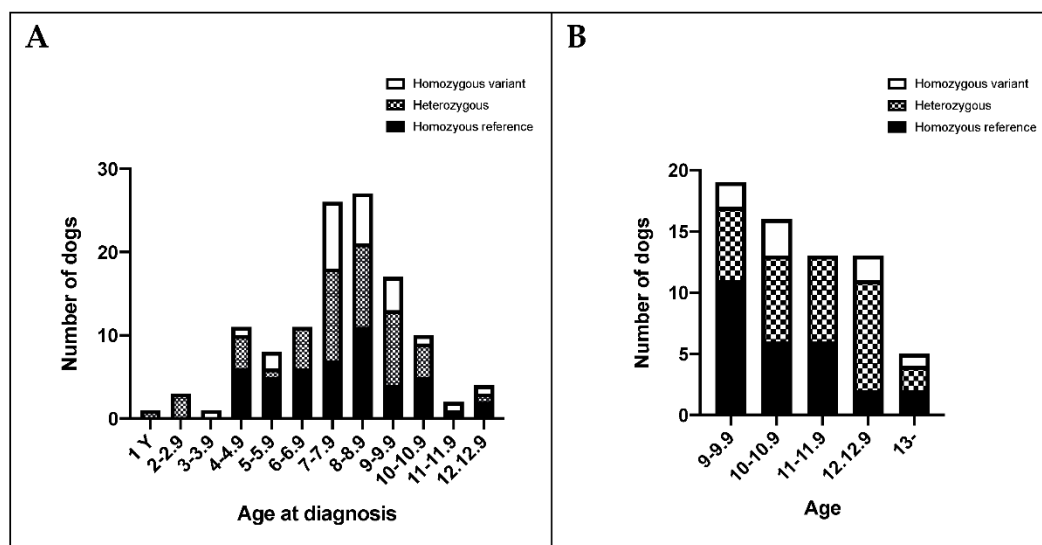 A
Homozygous variant
Heterozygous
Homozyous reference
30
20
10
0
Number of dogs
1 Y
2-2.9
3-3.9
4-4.9
5-5.9
6-6.9
7-7.9
8-8.9
9-9.9
10-10.9
11-11.9
12.12.9
Age at diagnosis
B
Homozygous variant
Heterozygous
Homozyous reference
20
15
10
5
0
Number of dogs
9-9.9
10-10.9
11-11.9
12.12.9
13-
Age